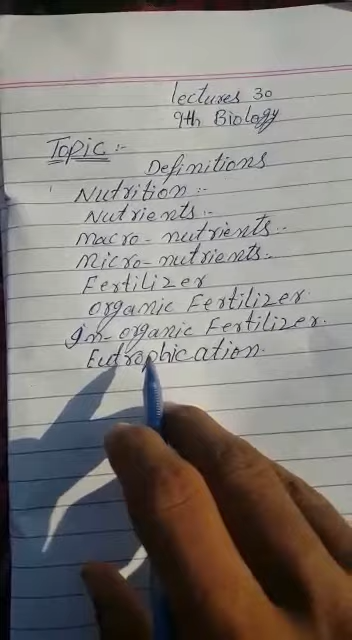 lectures 30
9th Biology
Topic :-
Definitions
Nutrition :-
Nutrients :-
macro-nutrients :-
micro-nutrients :-
Fertilizer
organic Fertilizer.
In-organic Fertilizer.
Eutrophication.